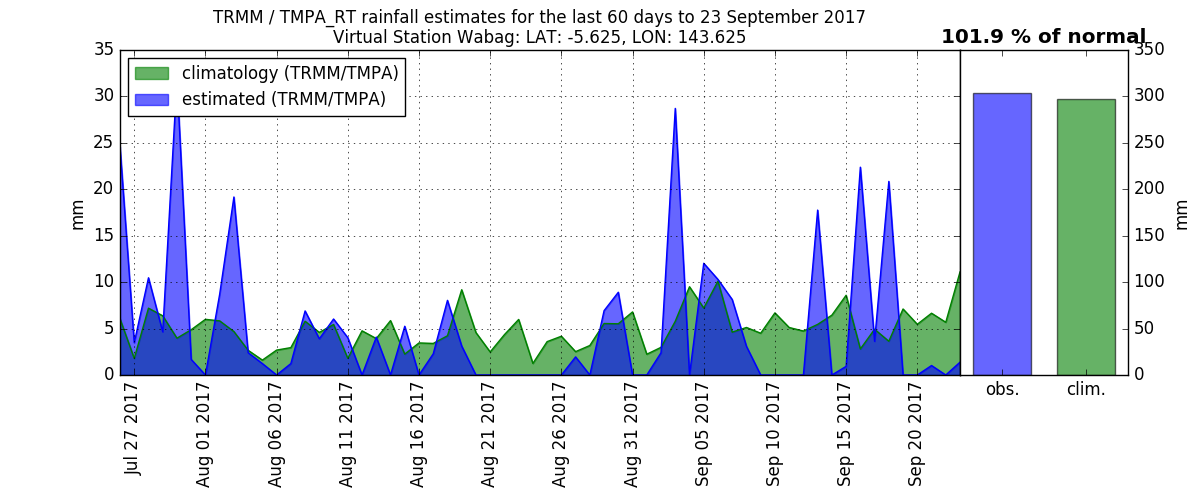 TRMM / TMPA_RT rainfall estimates for the last 60 days to 23 September 2017
Virtual Station Wabag: LAT: -5.625, LON: 143.625
101.9 % of normal
climatology (TRMM/TMPA)
estimated (TRMM/TMPA)
35
30
25
20
15
10
5
0
mm
Jul 27 2017
Aug 01 2017
Aug 06 2017
Aug 11 2017
Aug 16 2017
Aug 21 2017
Aug 26 2017
Aug 31 2017
Sep 05 2017
Sep 10 2017
Sep 15 2017
Sep 20 2017
obs.
clim.
350
300
250
200
150
100
50
0
mm